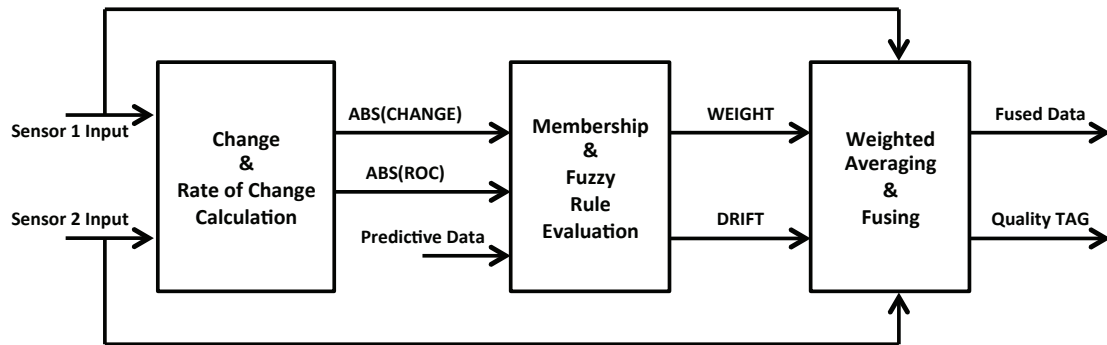 Sensor 1 Input
Sensor 2 Input
Change
&
Rate of Change
Calculation
ABS(CHANGE)
ABS(ROC)
Predictive Data
Membership
&
Fuzzy
Rule
Evaluation
WEIGHT
DRIFT
Weighted
Averaging
&
Fusing
Fused Data
Quality TAG